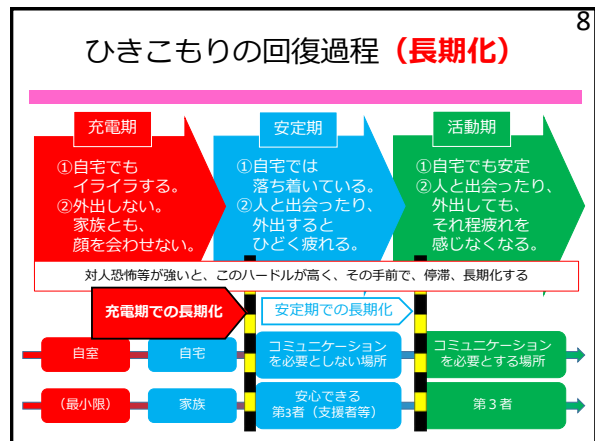 8
ひきこもりの回復過程（長期化）
充電期
①自宅でも
イライラする。
②外出しない。
家族とも、
顔を会わせない。
安定期
①自宅では
落ち着いている。
②人と出会ったり、
外出すると
ひどく疲れる。
活動期
①自宅でも安定
②人と出会ったり、
外出しても、
それ程疲れを
感じなくなる。
対人恐怖等が強いと、このハードルが高く、その手前で、停滞、長期化する
充電期での長期化
安定期での長期化
自室
自宅
コミュニケーション
を必要としない場所
コミュニケーション
を必要とする場所
（最小限）
家族
安心できる
第3者（支援者等）
第３者